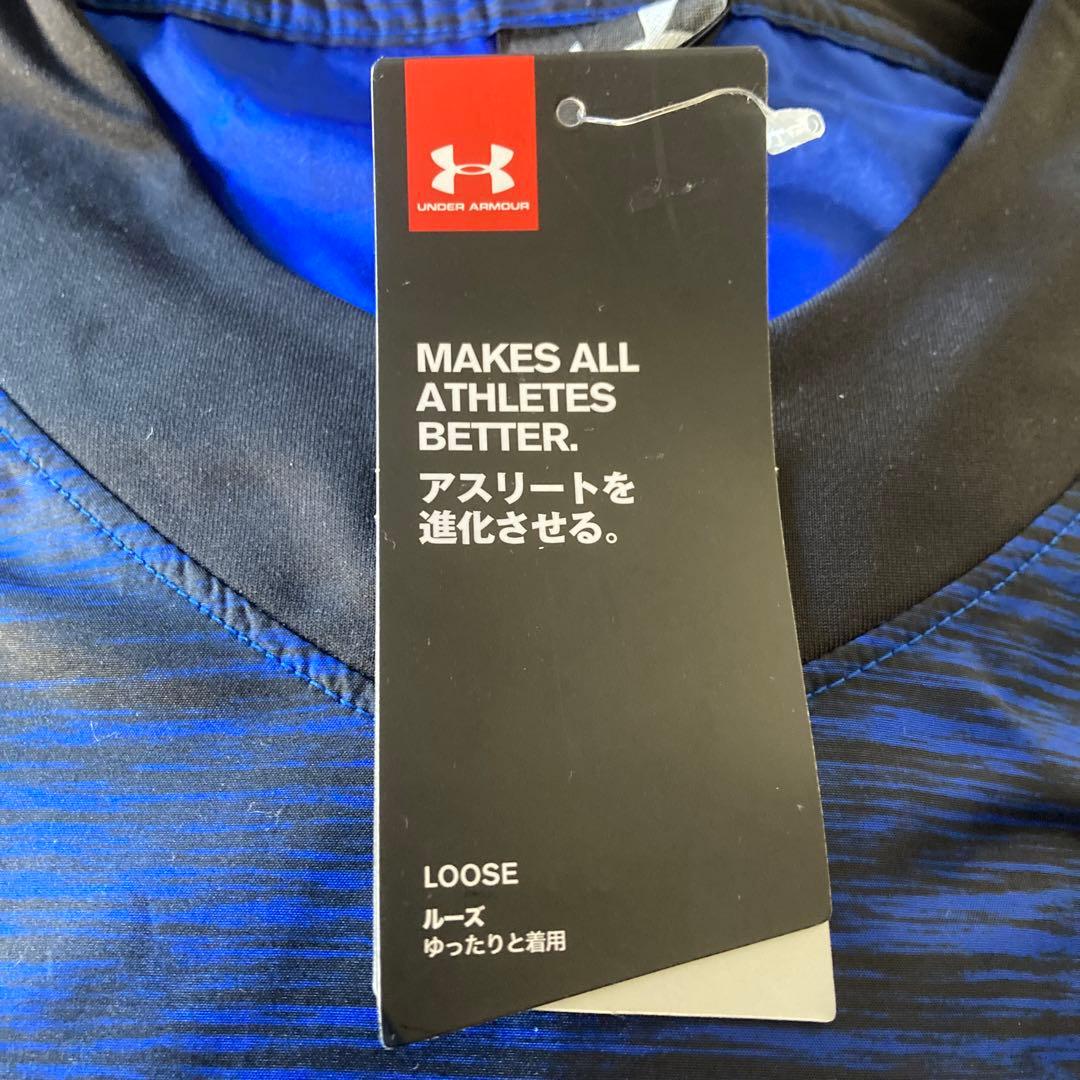 UNDER ARMOUR
MAKES ALL
ATHLETES
BETTER.
アスリートを
進化させる。
LOOSE
ルーズ
ゆったりと着用